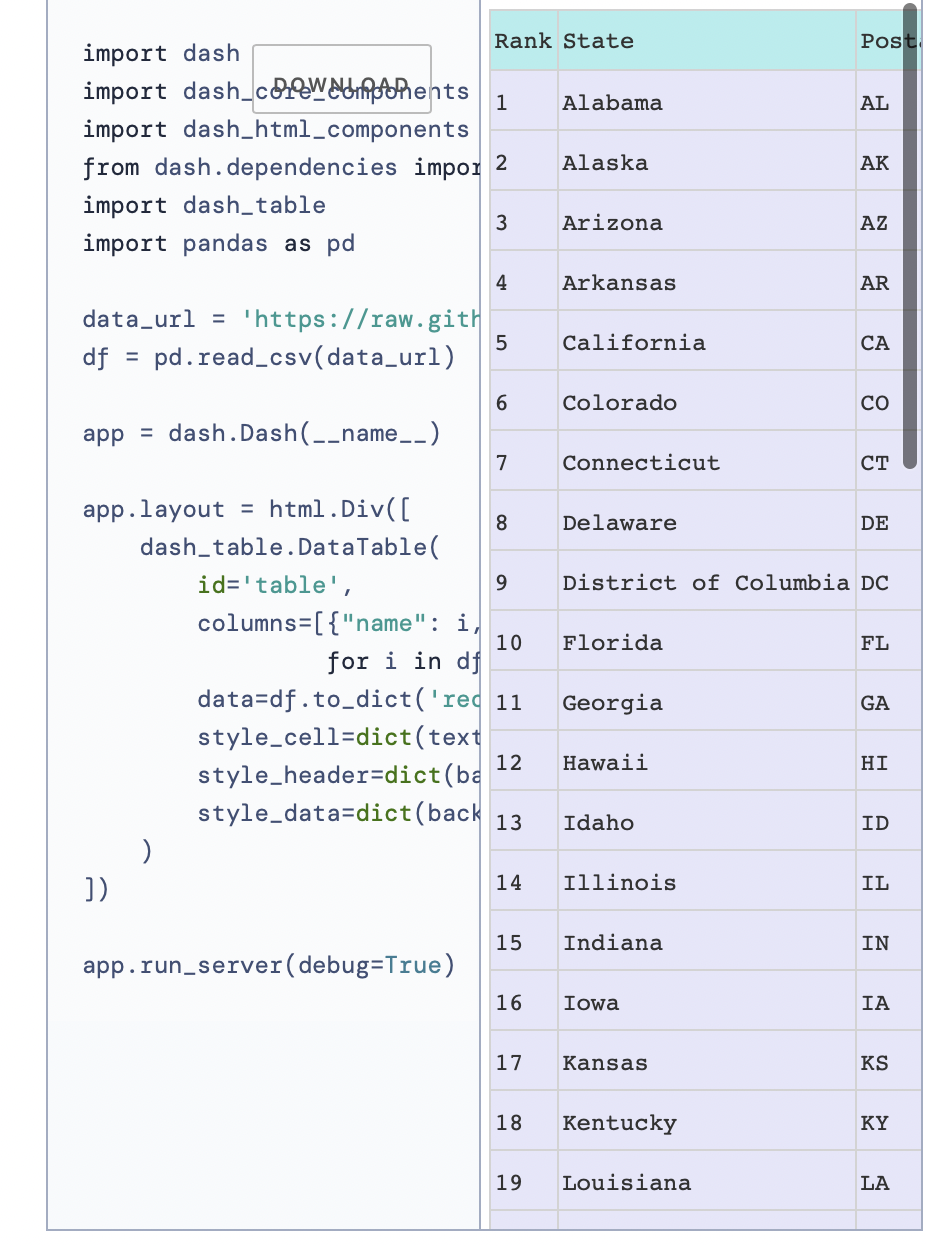 import dash
DOWNLOAD
import dash_core_components
import dash_html_components
from dash.dependencies impor
import dash_table
import pandas as pd
data_url = 'https://raw.gith
df = pd.read_csv(data_url)
app = dash.Dash(__name__)
app.layout = html.Div([
    dash_table.DataTable(
        id='table',
        columns=[{"name": i,
                 for i in df
        data=df.to_dict('rec
        style_cell=dict(text
        style_header=dict(ba
        style_data=dict(back
    )
])
app.run_server(debug=True)
Rank State Posta
1 Alabama AL
2 Alaska AK
3 Arizona AZ
4 Arkansas AR
5 California CA
6 Colorado CO
7 Connecticut CT
8 Delaware DE
9 District of Columbia DC
10 Florida FL
11 Georgia GA
12 Hawaii HI
13 Idaho ID
14 Illinois IL
15 Indiana IN
16 Iowa IA
17 Kansas KS
18 Kentucky KY
19 Louisiana LA